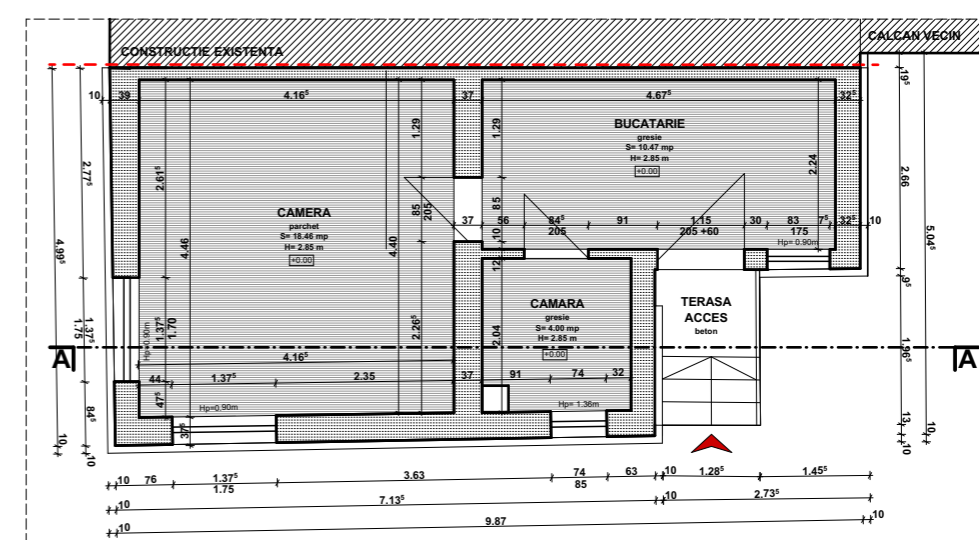 CONSTRUCTIE EXISTENTA
CALCAN VECIN
10 39 4.16⁵ 37 4.67⁵ 32⁵
19⁵
1.29
1.29
BUCATARIE
gresie
S= 10.47 mp
H= 2.85 m
+0.00
2.24
2.77⁵
2.61⁵
2.66
85
205
85
CAMERA
parchet
S= 18.46 mp
H= 2.85 m
+0.00
37 56 84⁵ 91 1.15 30 83 7⁵ 32⁵ 10
205 205 +60 175
Hp= 0.90m
4.99⁵
4.46
4.40
10
12
5.04⁵
9⁵
CAMARA
gresie
S= 4.00 mp
H= 2.85 m
+0.00
TERASA
ACCES
beton
1.37⁵
1.75
Hp=0.90m
1.37⁵
1.70
2.26⁵
2.04
1.96⁵
A
A
4.16⁵
44 1.37⁵ 2.35 37 91 74 32
84⁵
47⁵
Hp=0,90m
Hp= 1.36m
37⁵
13
10
10
10
10
10 76 1.37⁵ 3.63 74 63 10 1.28⁵ 1.45⁵
1.75 85
10 7.13⁵ 10 2.73⁵
10 9.87 10